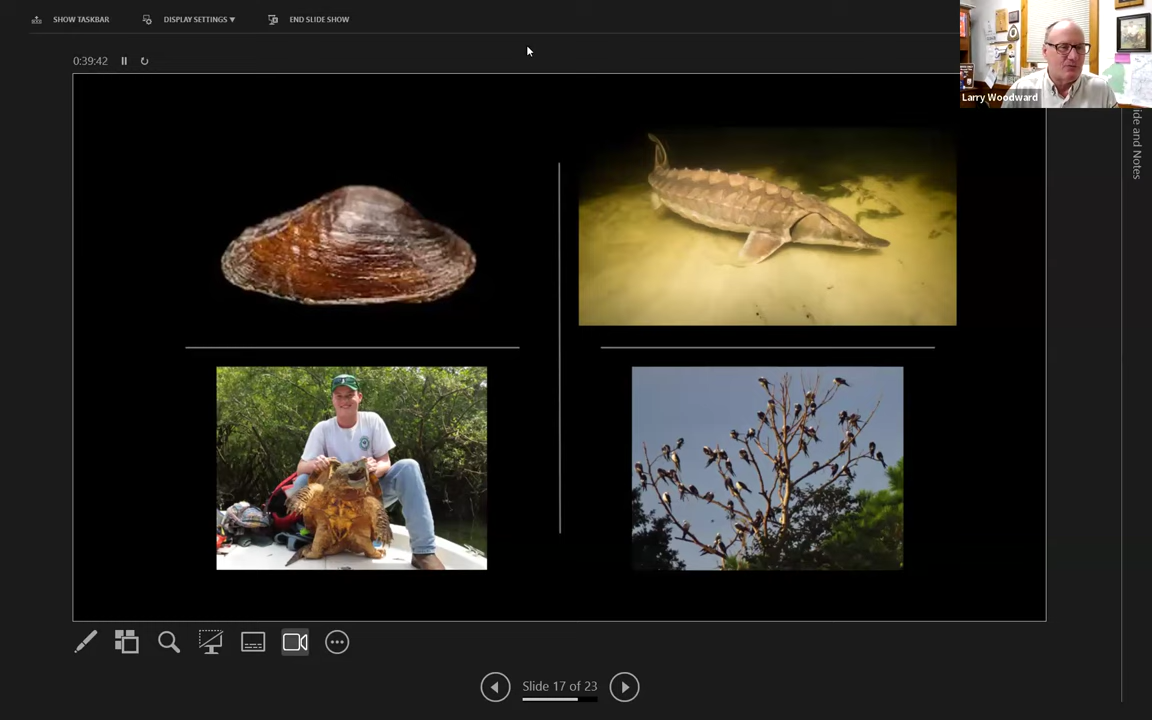 SHOW TASKBAR DISPLAY SETTINGS ▼ END SLIDE SHOW
Larry Woodward
0:39:42
ide and Notes
Slide 17 of 23